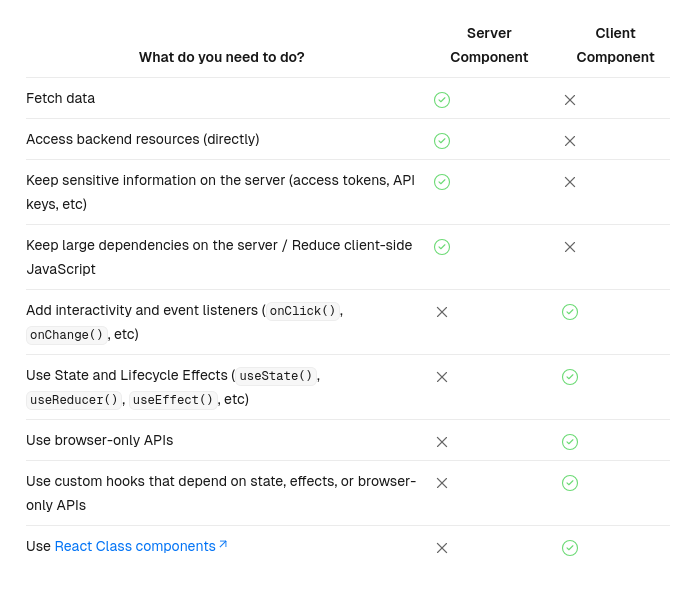 What do you need to do? Server Component Client Component
Fetch data
Access backend resources (directly)
Keep sensitive information on the server (access tokens, API
keys, etc)
Keep large dependencies on the server / Reduce client-side
JavaScript
Add interactivity and event listeners ( onClick() ,
onChange() , etc)
Use State and Lifecycle Effects ( useState() ,
useReducer() , useEffect() , etc)
Use browser-only APIs
Use custom hooks that depend on state, effects, or browser-
only APIs
Use React Class components